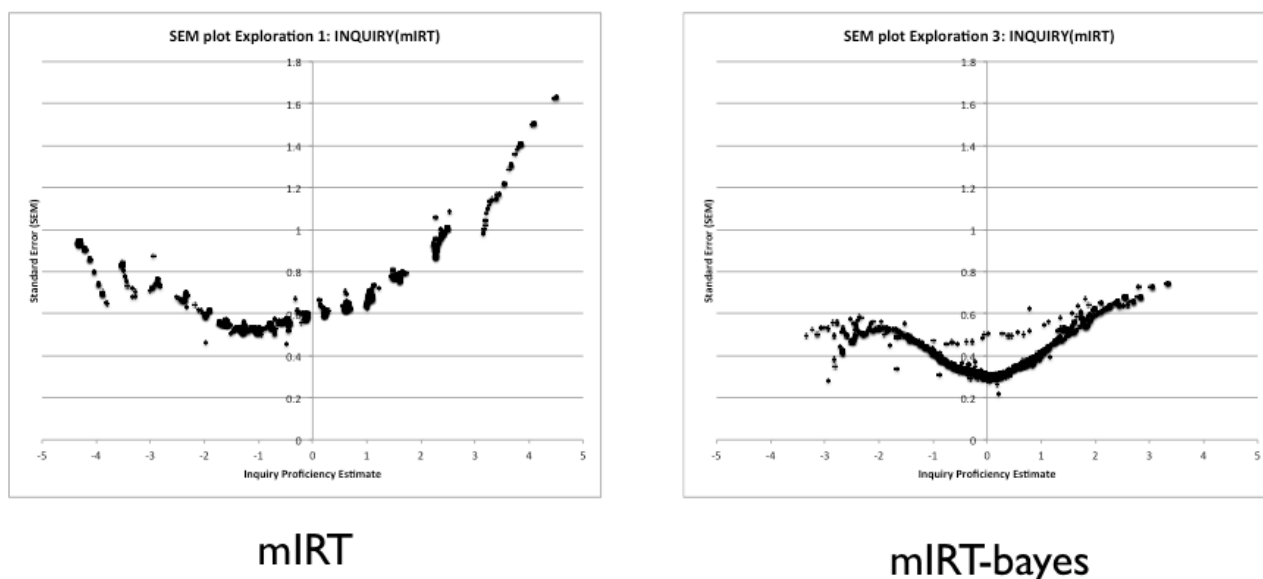 SEM plot Exploration 1: INQUIRY(mIRT)
1.8
1.6
1.4
1.2
1
0.8
0.6
0.4
0.2
0
-5 -4 -3 -2 -1 0 1 2 3 4 5
Standard Error (SEM)
Inquiry Proficiency Estimate
mIRT
SEM plot Exploration 3: INQUIRY(mIRT)
1.8
1.6
1.4
1.2
1
0.8
0.6
0.4
0.2
0
-5 -4 -3 -2 -1 0 1 2 3 4 5
Standard Error (SEM)
Inquiry Proficiency Estimate
mIRT-bayes